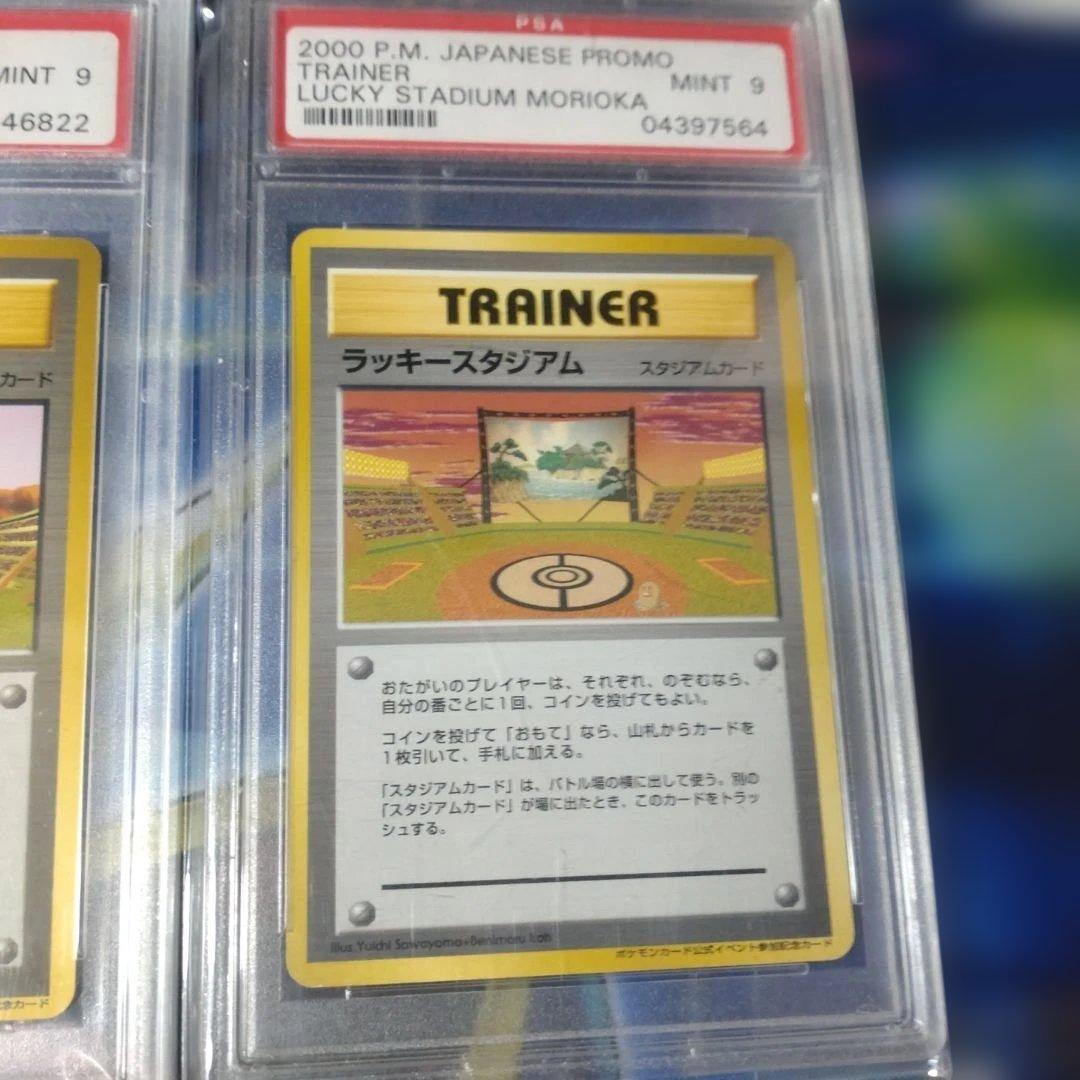 MINT 9
46822
カード
念カード
PSA
2000 P.M. JAPANESE PROMO
TRAINER MINT 9
LUCKY STADIUM MORIOKA
04397564
TRAINER
ラッキースタジアム スタジアムカード
おたがいのプレイヤーは、それぞれ、のぞむなら、
自分の番ごとに1回、コインを投げてもよい。
コインを投げて「おもて」なら、山札からカードを
1枚引いて、手札に加える。
「スタジアムカード」は、バトル場の横に出して使う。別の
「スタジアムカード」が場に出たとき、このカードをトラッ
シュする。
Illus. Yuichi Sawayama+Benimaru Itoh
ポケモンカード公式イベント参加記念カード